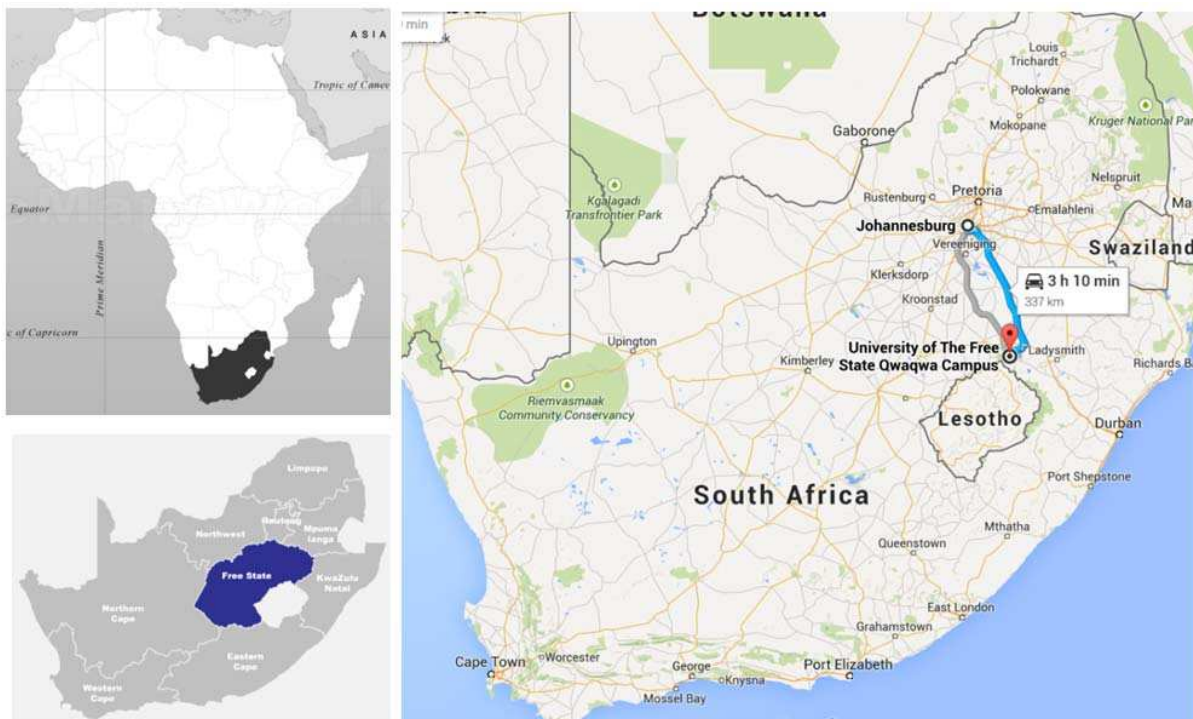 ASIA
Tropic of Cance
Equator
Prime Meridian
ic of Capricorn
Limpopo
Northwest
Gauteng
Mpuma
langa
Free State
KwaZulu
Natal
Northern
Cape
Eastern
Cape
Western
Cape
min
Botswana
Louis
Trichardt
Polokwane
Mokopane
Kruger National Par
Gaborone
Nelspruit
Rustenburg
Pretoria
Emalahleni
Ma
Kgalagadi
Transfrontier Park
Johannesburg
Vereeniging
Swaziland
Klerksdorp
3 h 10 min
337 km
Kroonstad
Upington
Kimberley
University of The Free
State Qwaqwa Campus
Ladysmith
Richards Ba
Riemvasmaak
Community Conservancy
Lesotho
Durban
Port Shepstone
South Africa
Mthatha
Queenstown
East London
Grahamstown
Cape Town
Worcester
George
Knysna
Port Elizabeth
Mossel Bay